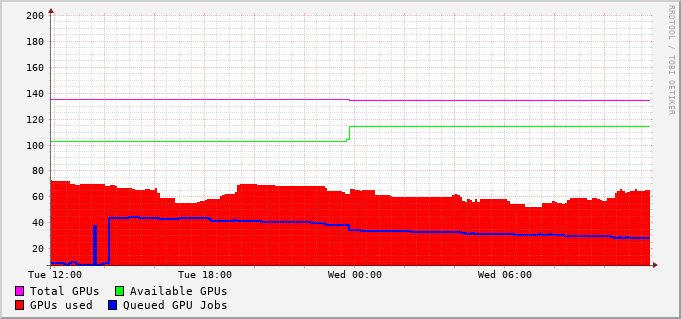 200
180
160
140
120
100
80
60
40
20
Tue 12:00 Tue 18:00 Wed 00:00 Wed 06:00
Total GPUs Available GPUs
GPUs used Queued GPU Jobs
RRDTOOL / TOBI OETIKER